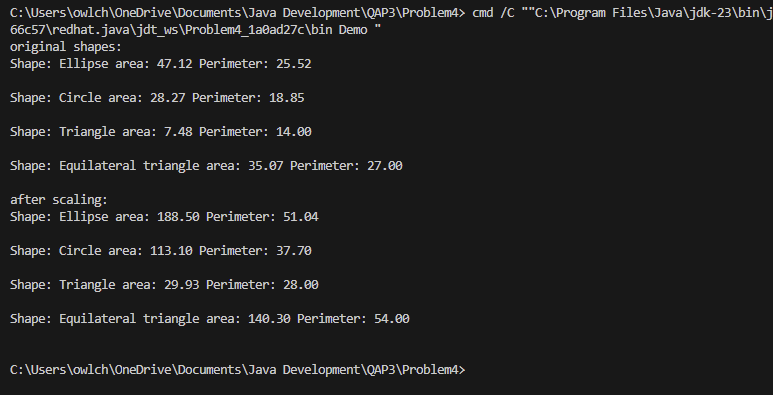 C:\Users\owlch\OneDrive\Documents\Java Development\QAP3\Problem4> cmd /C ""C:\Program Files\Java\jdk-23\bin\j
66c57\redhat.java\jdt_ws\Problem4_1a0ad27c\bin Demo "
original shapes:
Shape: Ellipse area: 47.12 Perimeter: 25.52
Shape: Circle area: 28.27 Perimeter: 18.85
Shape: Triangle area: 7.48 Perimeter: 14.00
Shape: Equilateral triangle area: 35.07 Perimeter: 27.00
after scaling:
Shape: Ellipse area: 188.50 Perimeter: 51.04
Shape: Circle area: 113.10 Perimeter: 37.70
Shape: Triangle area: 29.93 Perimeter: 28.00
Shape: Equilateral triangle area: 140.30 Perimeter: 54.00
C:\Users\owlch\OneDrive\Documents\Java Development\QAP3\Problem4>